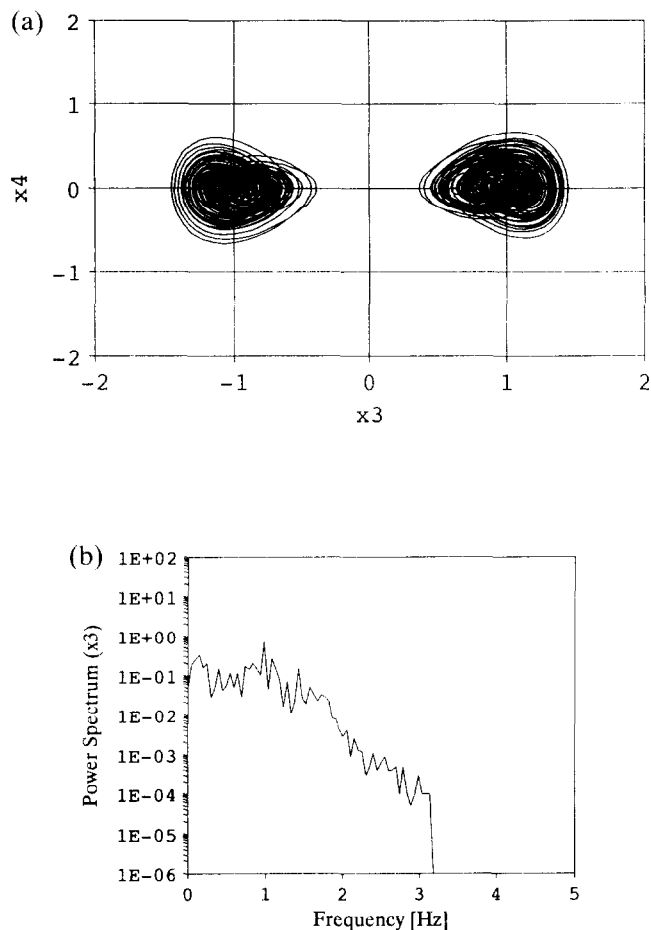 (a)
2
1
0
-1
-2
x4
-2 -1 0 1 2
x3
(b)
1E+02
1E+01
1E+00
1E-01
1E-02
1E-03
1E-04
1E-05
1E-06
Power Spectrum (x3)
0 1 2 3 4 5
Frequency [Hz]